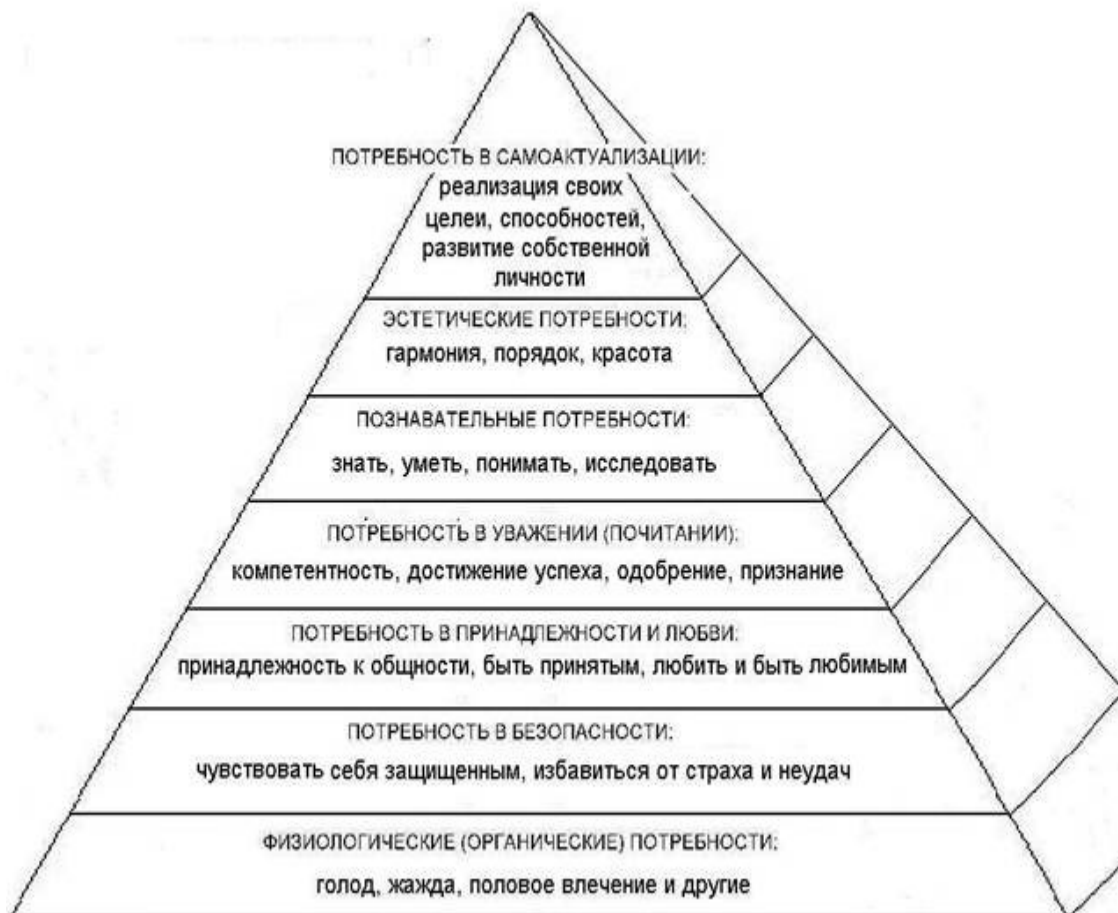 ПОТРЕБНОСТЬ В САМОАКТУАЛИЗАЦИИ:
реализация своих
целеи, способностей,
развитие собственной
личности
ЭСТЕТИЧЕСКИЕ ПОТРЕБНОСТИ:
гармония, порядок, красота
ПОЗНАВАТЕЛЬНЫЕ ПОТРЕБНОСТИ:
знать, уметь, понимать, исследовать
ПОТРЕБНОСТЬ В УВАЖЕНИИ (ПОЧИТАНИИ):
компетентность, достижение успеха, одобрение, признание
ПОТРЕБНОСТЬ В ПРИНАДЛЕЖНОСТИ И ЛЮБВИ:
принадлежность к общности, быть принятым, любить и быть любимым
ПОТРЕБНОСТЬ В БЕЗОПАСНОСТИ:
чувствовать себя защищенным, избавиться от страха и неудач
ФИЗИОЛОГИЧЕСКИЕ (ОРГАНИЧЕСКИЕ) ПОТРЕБНОСТИ:
голод, жажда, половое влечение и другие